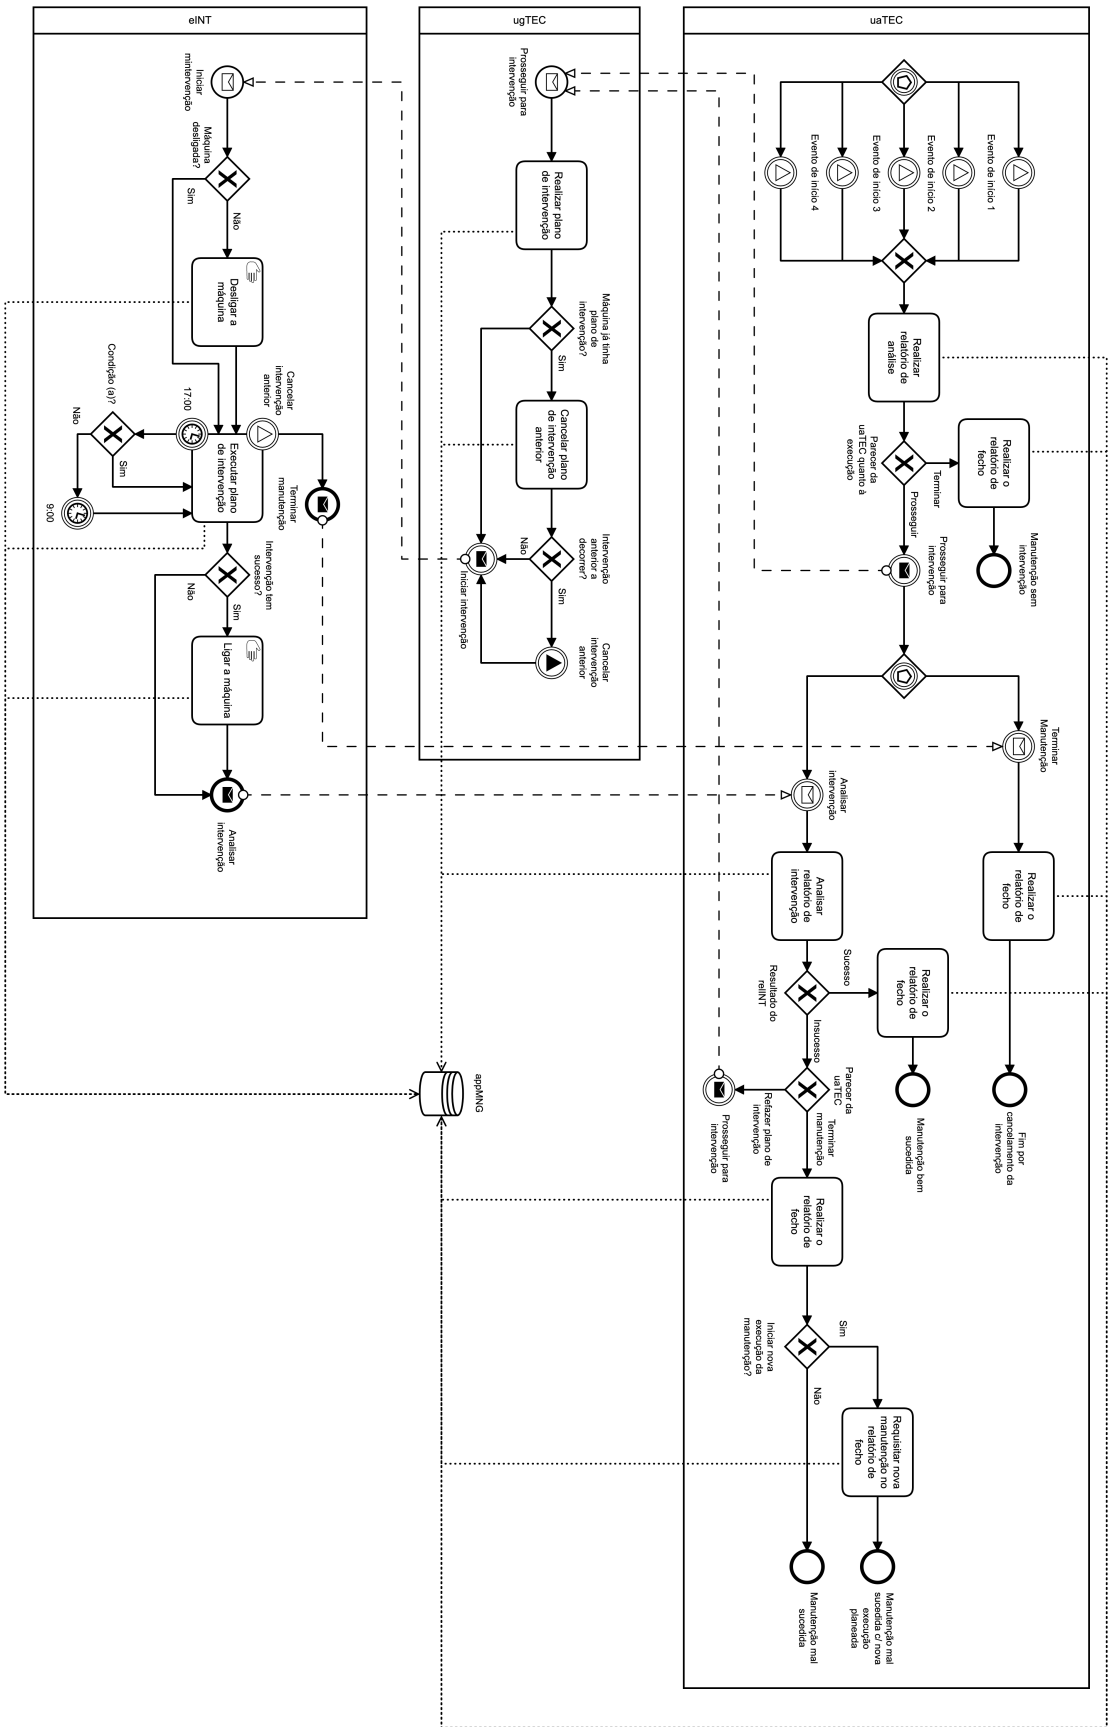 uaTEC
Evento de início 1
Evento de início 2
Evento de início 3
Evento de início 4
Realizar
relatório de
análise
Parecer da
uaTEC quanto à
execução
Terminar
Prosseguir
Realizar o
relatório de
fecho
Manutenção sem
intervenção
Prosseguir para
intervenção
Terminar
Manutenção
Realizar o
relatório de
fecho
Fim por
cancelamento da
intervenção
Analisar
intervenção
Analisar
relatório de
intervenção
Resultado do
relINT
Sucesso
Insucesso
Realizar o
relatório de
fecho
Manutenção bem
sucedida
Parecer da
uaTEC
Terminar
manutenção
Refazer plano de
intervenção
Prosseguir para
intervenção
Realizar o
relatório de
fecho
Iniciar nova
execução da
manutenção?
Sim
Não
Requisitar nova
manutenção no
relatório de
fecho
Manutenção mal
sucedida c/ nova
execução
planeada
Manutenção mal
sucedida
ugTEC
Prosseguir para
intervenção
Realizar plano
de intervenção
Máquina já tinha
plano de
intervenção?
Sim
Cancelar plano
de intervenção
anterior
Intervenção
anterior a
decorrer?
Não
Sim
Iniciar intervenção
Cancelar
intervenção
anterior
appMNG
eINT
Iniciar
mintervenção
Máquina
desligada?
Sim
Não
Desligar a
máquina
Cancelar
intervenção
anterior
17:00
Executar plano
de intervenção
Terminar
manutenção
Condição (a)?
Sim
Não
9:00
Intervenção tem
sucesso?
Sim
Não
Ligar a máquina
Analisar
intervenção